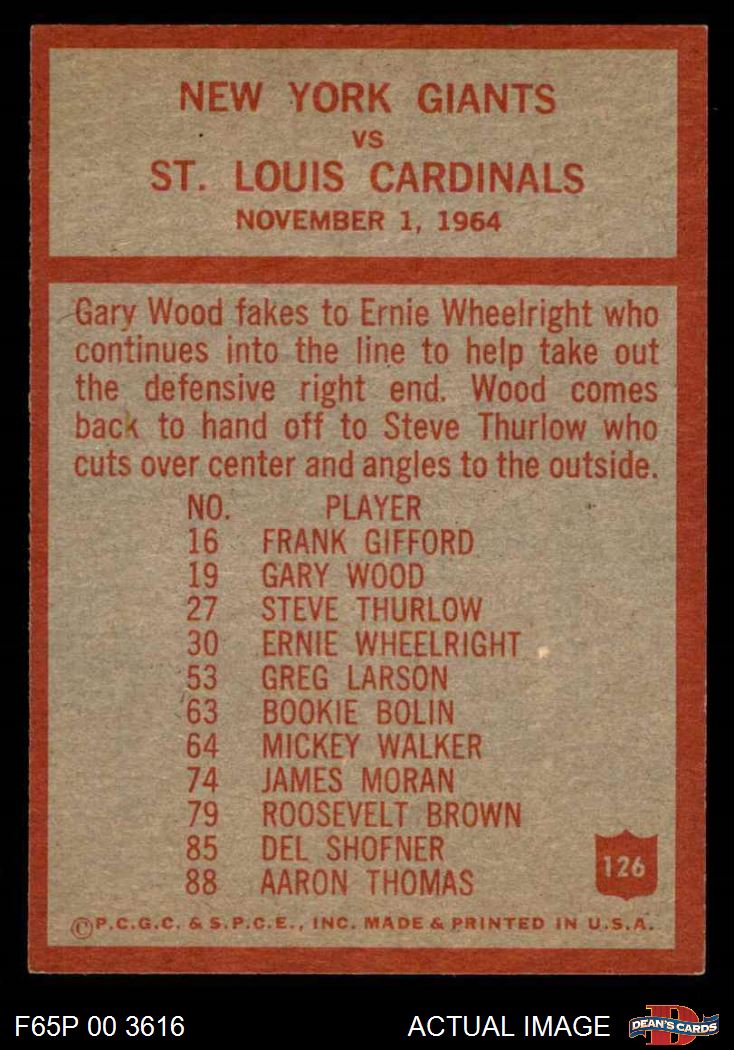 NEW YORK GIANTS
VS
ST. LOUIS CARDINALS
NOVEMBER 1, 1964
Gary Wood fakes to Ernie Wheelright who
continues into the line to help take out
the defensive right end. Wood comes
back to hand off to Steve Thurlow who
cuts over center and angles to the outside.
NO. PLAYER
16 FRANK GIFFORD
19 GARY WOOD
27 STEVE THURLOW
30 ERNIE WHEELRIGHT
53 GREG LARSON
63 BOOKIE BOLIN
64 MICKEY WALKER
74 JAMES MORAN
79 ROOSEVELT BROWN
85 DEL SHOFNER
88 AARON THOMAS
126
©P.C.G.C. & S.P.C.E., INC. MADE & PRINTED IN U.S.A.
F65P 00 3616 ACTUAL IMAGE
D
DEAN'S CARDS